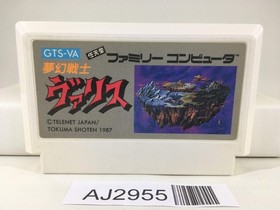 GTS-VA
任天堂 ファミリー コンピュータ
夢幻戦士
ヴァリス
©TELENET JAPAN/
TOKUMA SHOTEN 1987
AJ2955